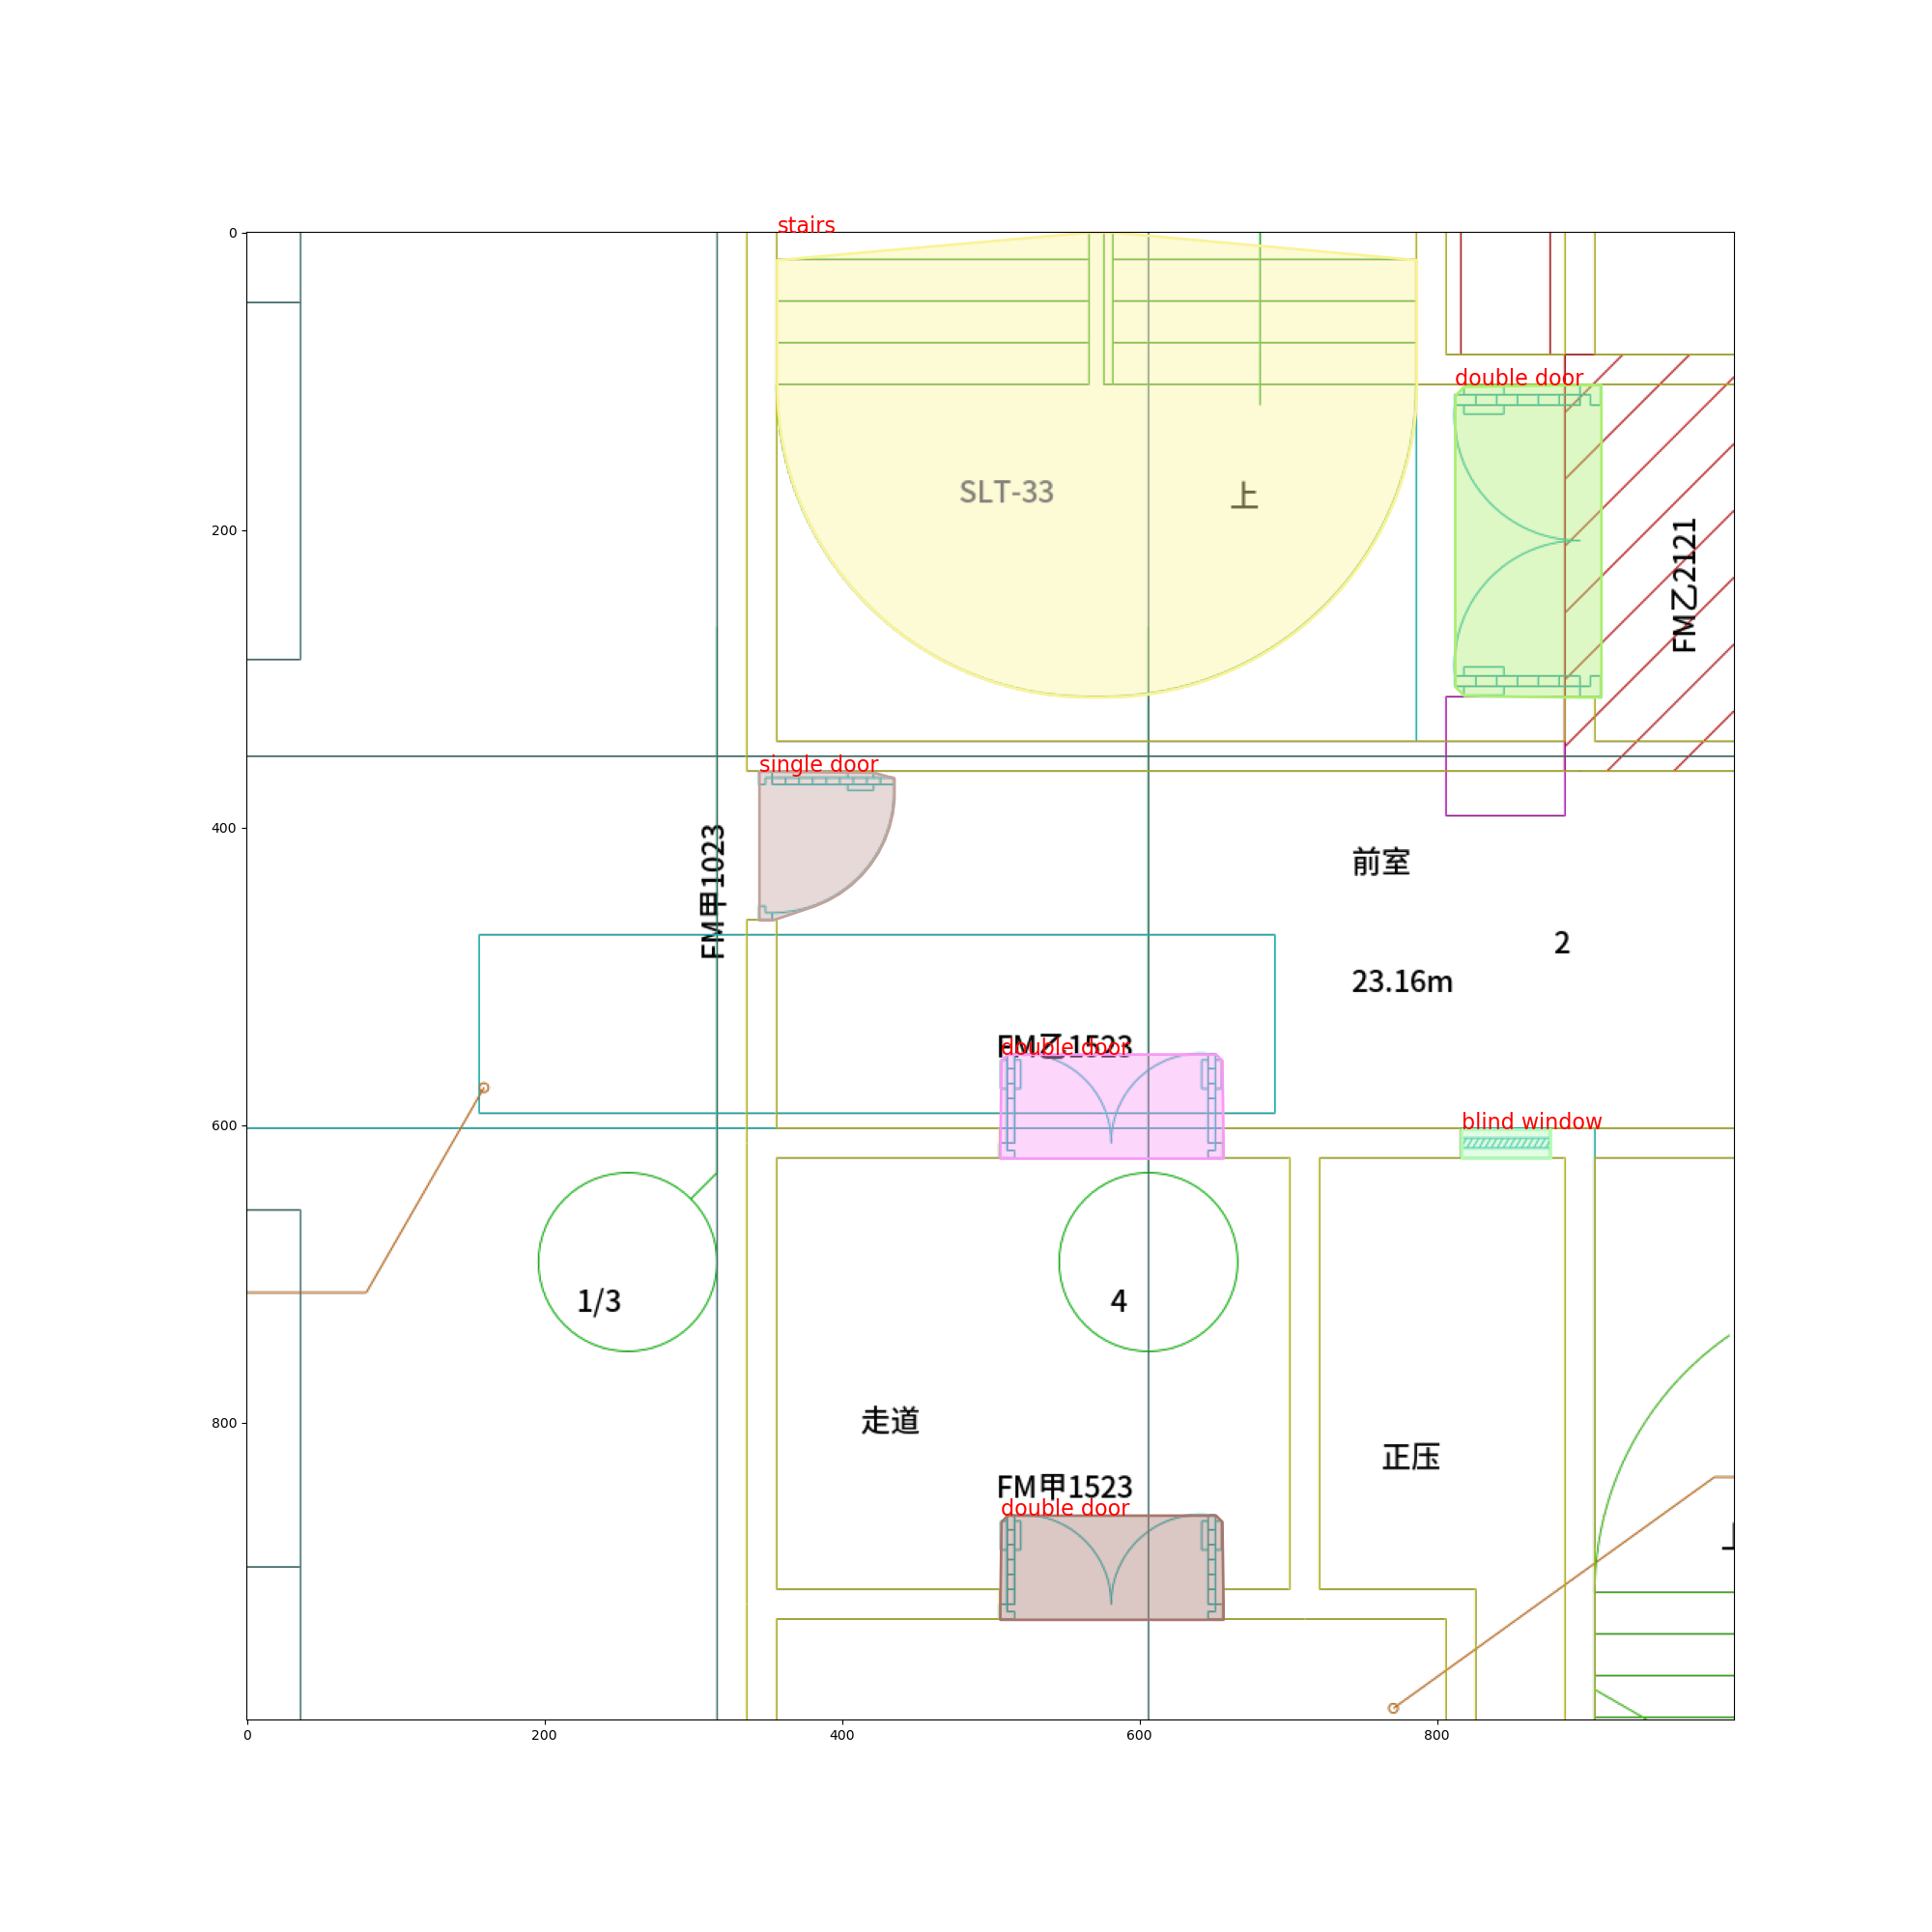 stairs
0
double door
SLT-33
上
200
FM乙2121
single door
400
FM甲1023
前室
2
23.16m
FM乙1523
double door
blind window
600
1/3
4
走道
800
正压
FM甲1523
double door
0
200
400
600
800